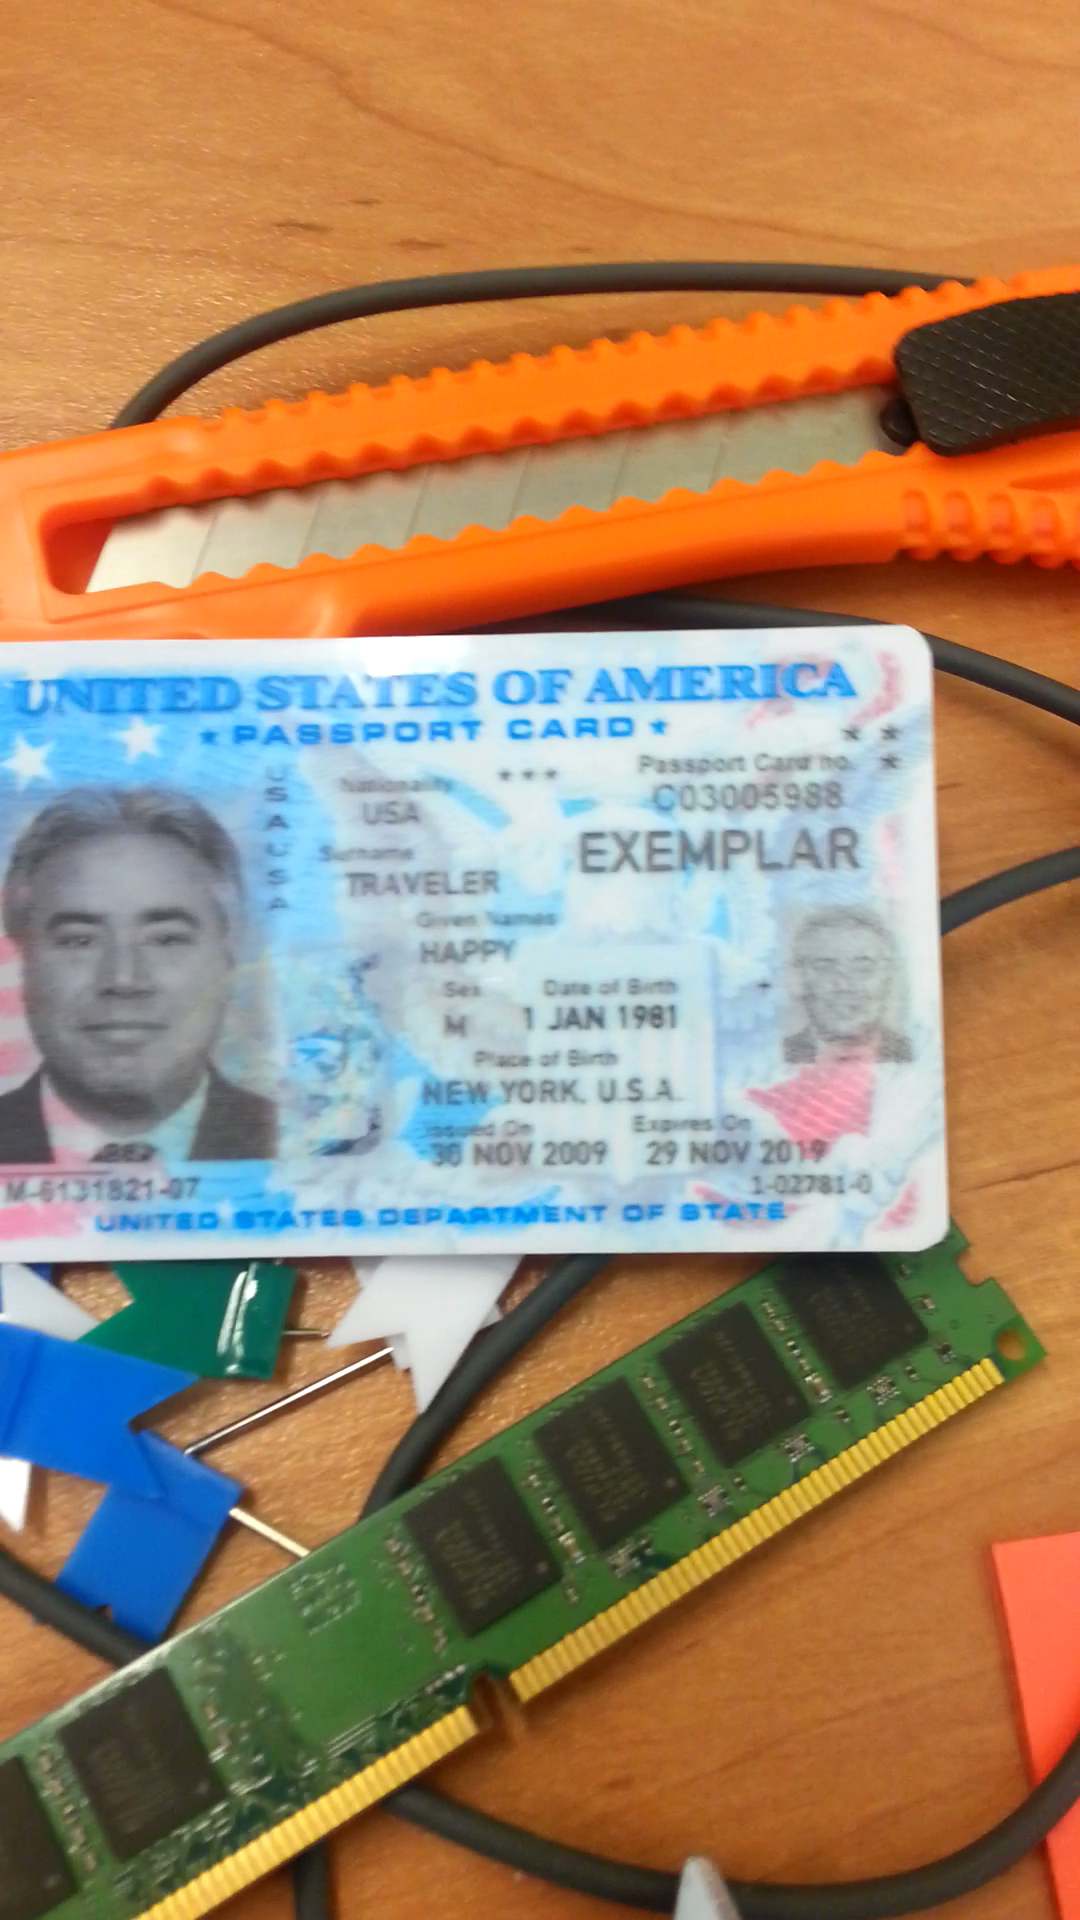 UNITED STATES OF AMERICA
★ PASSPORT CARD ★
USAUSA
Nationality
USA
★★★
Passport Card no.
C03005988
EXEMPLAR
Surname
TRAVELER
Given Names
HAPPY
Sex
M
Date of Birth
1 JAN 1981
Place of Birth
NEW YORK, U.S.A.
Issued On
30 NOV 2009
Expires On
29 NOV 2019
M-6131821-07
1-02781-0
UNITED STATES DEPARTMENT OF STATE